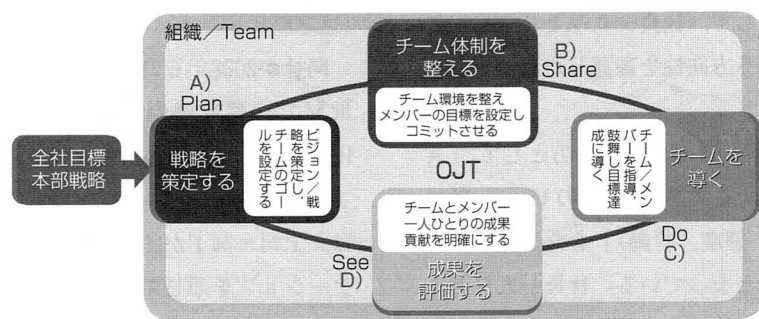 組織／Team
A)
Plan
チーム体制を
整える
チーム環境を整え
メンバーの目標を設定し
コミットさせる
B)
Share
全社目標
本部戦略
戦略を
策定する
ビジョン／戦
略を策定し、
チームのゴー
ルを設定する
OJT
チーム／メン
バーを指導、
鼓舞し目標達
成に導く
チームを
導く
チームとメンバー
一人ひとりの成果
貢献を明確にする
成果を
評価する
See
D)
Do
C)